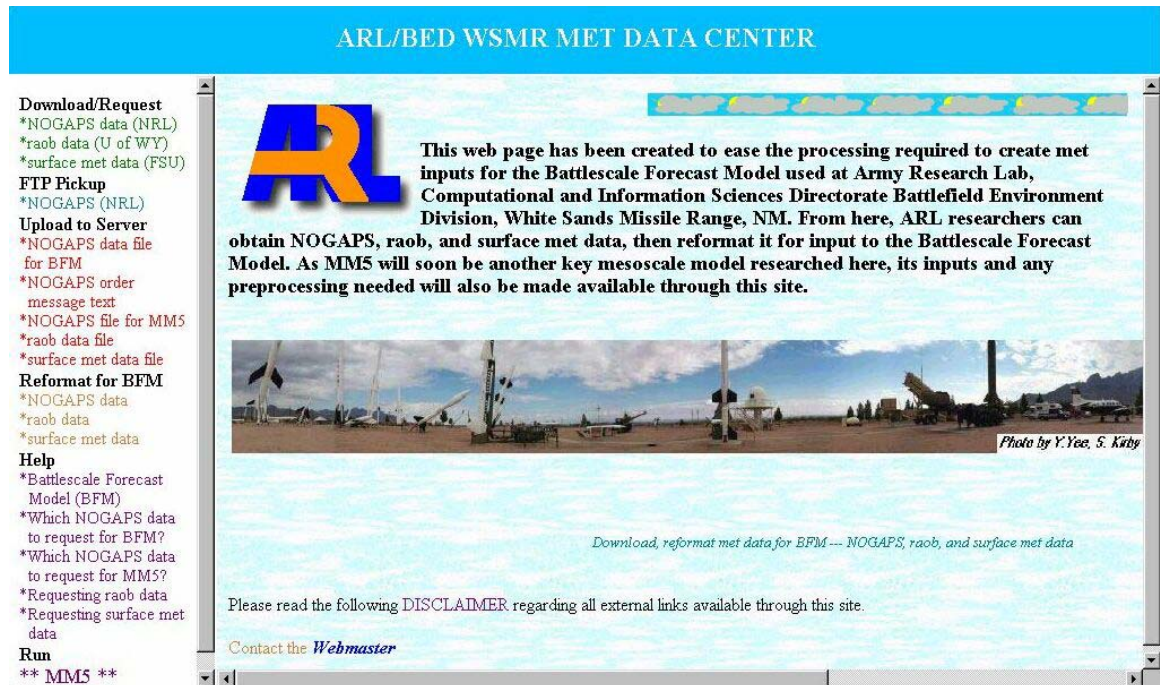 ARL/BED WSMR MET DATA CENTER
Download/Request
*NOGAPS data (NRL)
*raob data (U of WY)
*surface met data (FSU)
FTP Pickup
*NOGAPS (NRL)
Upload to Server
*NOGAPS data file
for BFM
*NOGAPS order
message text
*NOGAPS file for MM5
*raob data file
*surface met data file
Reformat for BFM
*NOGAPS data
*raob data
*surface met data
Help
*Battlescale Forecast
Model (BFM)
*Which NOGAPS data
to request for BFM?
*Which NOGAPS data
to request for MM5?
*Requesting raob data
*Requesting surface met
data
Run
** MM5 **
ARL
This web page has been created to ease the processing required to create met
inputs for the Battlescale Forecast Model used at Army Research Lab,
Computational and Information Sciences Directorate Battlefield Environment
Division, White Sands Missile Range, NM. From here, ARL researchers can
obtain NOGAPS, raob, and surface met data, then reformat it for input to the Battlescale Forecast
Model. As MM5 will soon be another key mesoscale model researched here, its inputs and any
preprocessing needed will also be made available through this site.
Photo by Y.Yee, S. Kirby
Download, reformat met data for BFM --- NOGAPS, raob, and surface met data
Please read the following DISCLAIMER regarding all external links available through this site.
Contact the Webmaster